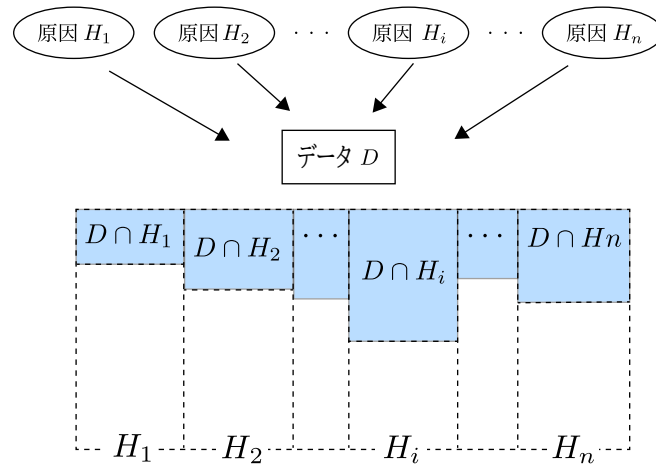 原因 H₁ 原因 H₂ · · · 原因 Hᵢ · · · 原因 Hₙ
データ D
D ∩ H₁ D ∩ H₂ · · · D ∩ Hᵢ · · · D ∩ Hn
H₁ H₂ Hᵢ Hₙ